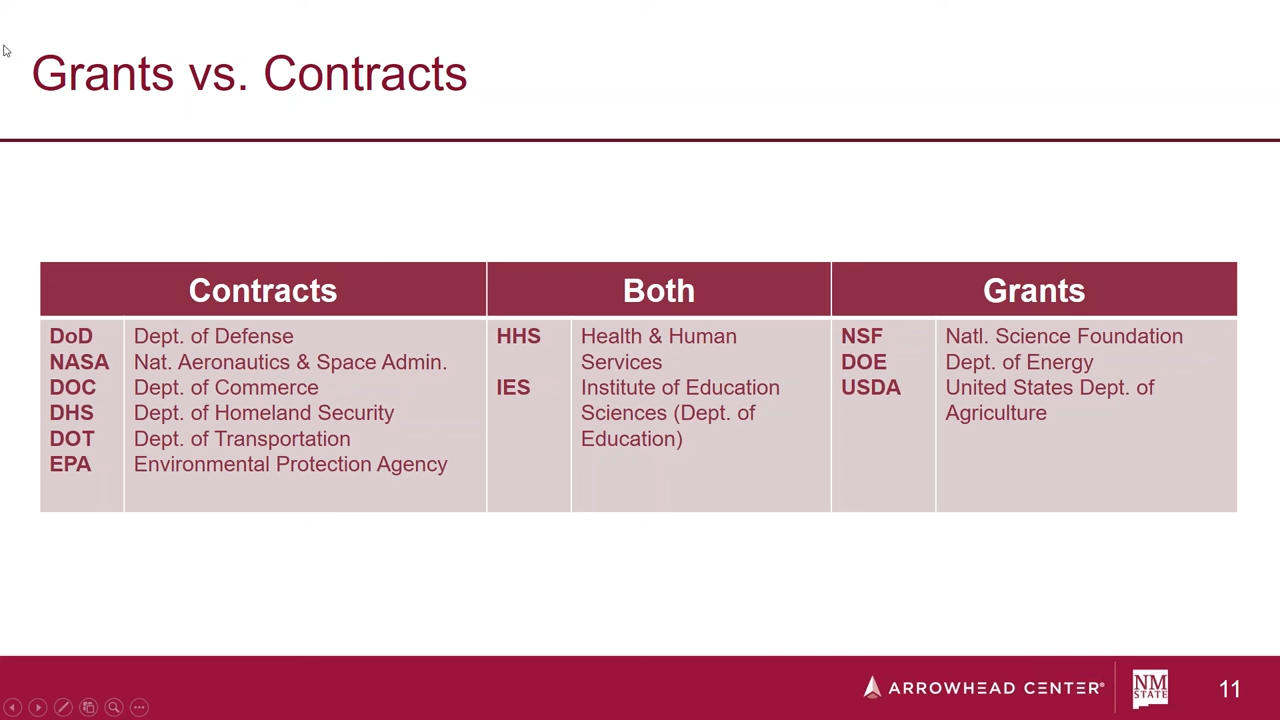 Grants vs. Contracts
Contracts
Both
Grants
DoD Dept. of Defense
NASA Nat. Aeronautics & Space Admin.
DOC Dept. of Commerce
DHS Dept. of Homeland Security
DOT Dept. of Transportation
EPA Environmental Protection Agency
HHS Health & Human
Services
IES Institute of Education
Sciences (Dept. of
Education)
NSF Natl. Science Foundation
DOE Dept. of Energy
USDA United States Dept. of
Agriculture
ARROWHEAD CENTER®
NM
STATE
11